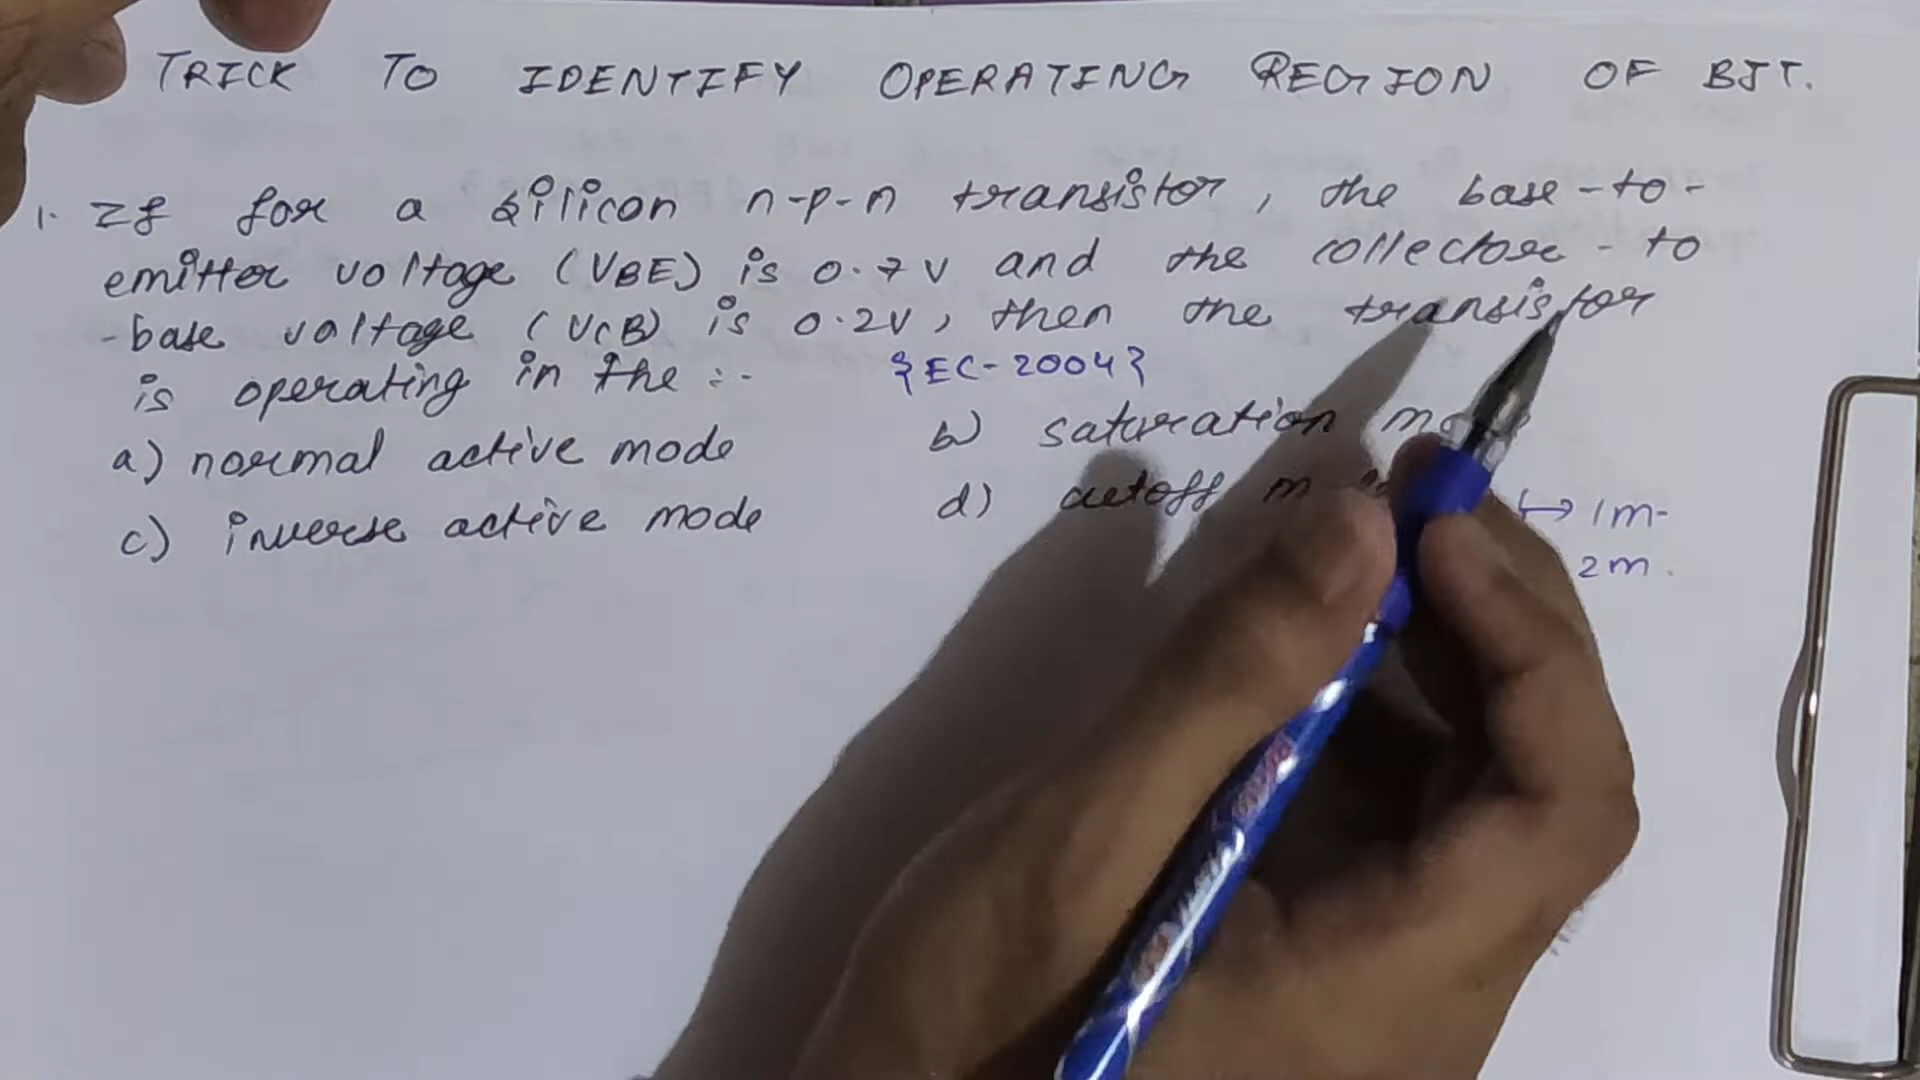 TRICK TO IDENTIFY OPERATING REGION OF BJT.
1. If for a silicon n-p-n transistor, the base-to-
emitter voltage (VBE) is 0.7V and the collector-to
-base voltage (VCB) is 0.2V, then the transistor
is operating in the :- {EC-2004}
a) normal active mode b) saturation
c) inverse active mode d) cutoff
↳ 1m-
2m.